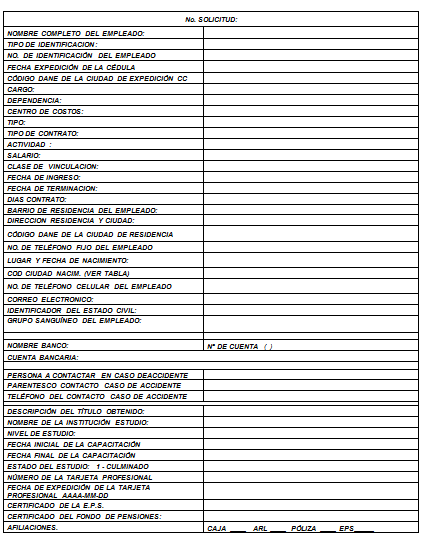 No. SOLICITUD:
NOMBRE COMPLETO DEL EMPLEADO:
TIPO DE IDENTIFICACION:
NO. DE IDENTIFICACIÓN DEL EMPLEADO
FECHA EXPEDICIÓN DE LA CÉDULA
CÓDIGO DANE DE LA CIUDAD DE EXPEDICIÓN CC
CARGO:
DEPENDENCIA:
CENTRO DE COSTOS:
TIPO:
TIPO DE CONTRATO:
ACTIVIDAD :
SALARIO:
CLASE DE VINCULACION:
FECHA DE INGRESO:
FECHA DE TERMINACION:
DIAS CONTRATO:
BARRIO DE RESIDENCIA DEL EMPLEADO:
DIRECCION RESIDENCIA Y CIUDAD:
CÓDIGO DANE DE LA CIUDAD DE RESIDENCIA
NO. DE TELÉFONO FIJO DEL EMPLEADO
LUGAR Y FECHA DE NACIMIENTO:
COD CIUDAD NACIM. (VER TABLA)
NO. DE TELÉFONO CELULAR DEL EMPLEADO
CORREO ELECTRONICO:
IDENTIFICADOR DEL ESTADO CIVIL:
GRUPO SANGUÍNEO DEL EMPLEADO:
NOMBRE BANCO: Nº DE CUENTA ( )
CUENTA BANCARIA:
PERSONA A CONTACTAR EN CASO DEACCIDENTE
PARENTESCO CONTACTO CASO DE ACCIDENTE
TELÉFONO DEL CONTACTO CASO DE ACCIDENTE
DESCRIPCIÓN DEL TÍTULO OBTENIDO:
NOMBRE DE LA INSTITUCIÓN ESTUDIO:
NIVEL DE ESTUDIO:
FECHA INICIAL DE LA CAPACITACIÓN
FECHA FINAL DE LA CAPACITACIÓN
ESTADO DEL ESTUDIO: 1 - CULMINADO
NÚMERO DE LA TARJETA PROFESIONAL
FECHA DE EXPEDICIÓN DE LA TARJETA
PROFESIONAL AAAA-MM-DD
CERTIFICADO DE LA E.P.S.
CERTIFICADO DEL FONDO DE PENSIONES:
AFILIACIONES. CAJA ____ ARL ____ PÓLIZA ____ EPS_____